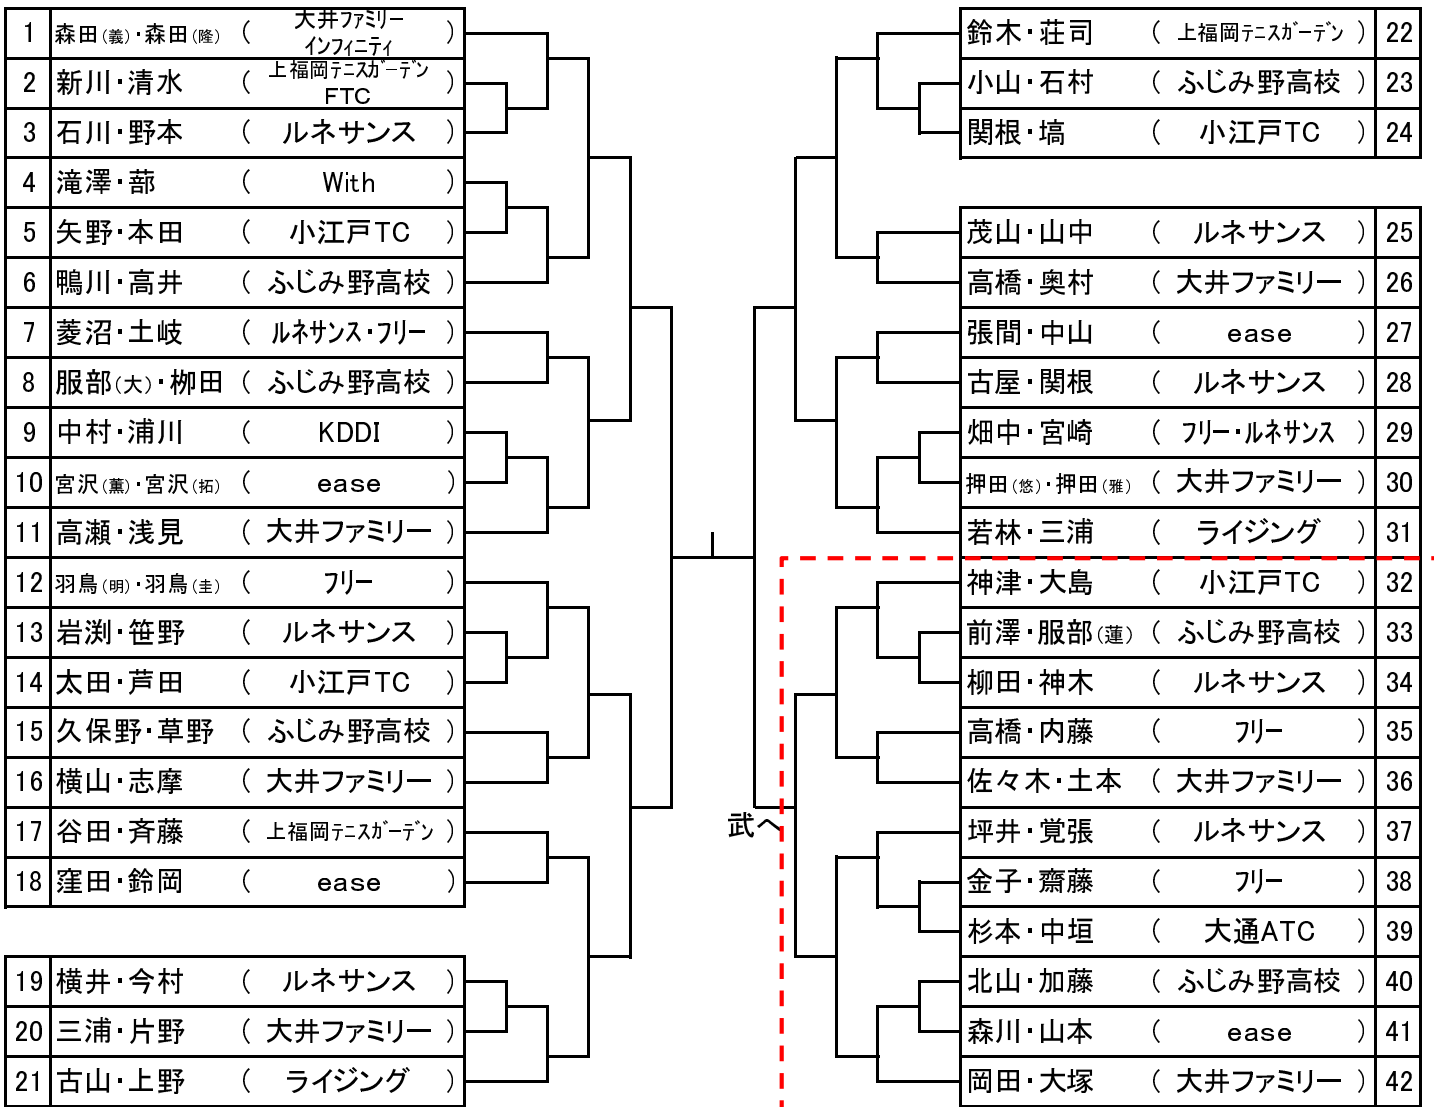 1 森田(義)・森田(隆) ( 大井ファミリー
インフィニティ )
2 新川・清水 ( 上福岡テニスガーデン
FTC )
3 石川・野本 ( ルネサンス )
4 滝澤・蔀 ( With )
5 矢野・本田 ( 小江戸TC )
6 鴨川・高井 ( ふじみ野高校 )
7 菱沼・土岐 ( ルネサンス・フリー )
8 服部(大)・栁田 ( ふじみ野高校 )
9 中村・浦川 ( KDDI )
10 宮沢(薫)・宮沢(拓) ( ease )
11 高瀬・浅見 ( 大井ファミリー )
12 羽鳥(明)・羽鳥(圭) ( フリー )
13 岩渕・笹野 ( ルネサンス )
14 太田・芦田 ( 小江戸TC )
15 久保野・草野 ( ふじみ野高校 )
16 横山・志摩 ( 大井ファミリー )
17 谷田・斉藤 ( 上福岡テニスガーデン )
18 窪田・鈴岡 ( ease )
19 横井・今村 ( ルネサンス )
20 三浦・片野 ( 大井ファミリー )
21 古山・上野 ( ライジング )
武へ
鈴木・荘司 ( 上福岡テニスガーデン ) 22
小山・石村 ( ふじみ野高校 ) 23
関根・塙 ( 小江戸TC ) 24
茂山・山中 ( ルネサンス ) 25
高橋・奥村 ( 大井ファミリー ) 26
張間・中山 ( ease ) 27
古屋・関根 ( ルネサンス ) 28
畑中・宮崎 ( フリー・ルネサンス ) 29
押田(悠)・押田(雅) ( 大井ファミリー ) 30
若林・三浦 ( ライジング ) 31
神津・大島 ( 小江戸TC ) 32
前澤・服部(蓮) ( ふじみ野高校 ) 33
柳田・神木 ( ルネサンス ) 34
高橋・内藤 ( フリー ) 35
佐々木・土本 ( 大井ファミリー ) 36
坪井・覚張 ( ルネサンス ) 37
金子・齋藤 ( フリー ) 38
杉本・中垣 ( 大通ATC ) 39
北山・加藤 ( ふじみ野高校 ) 40
森川・山本 ( ease ) 41
岡田・大塚 ( 大井ファミリー ) 42